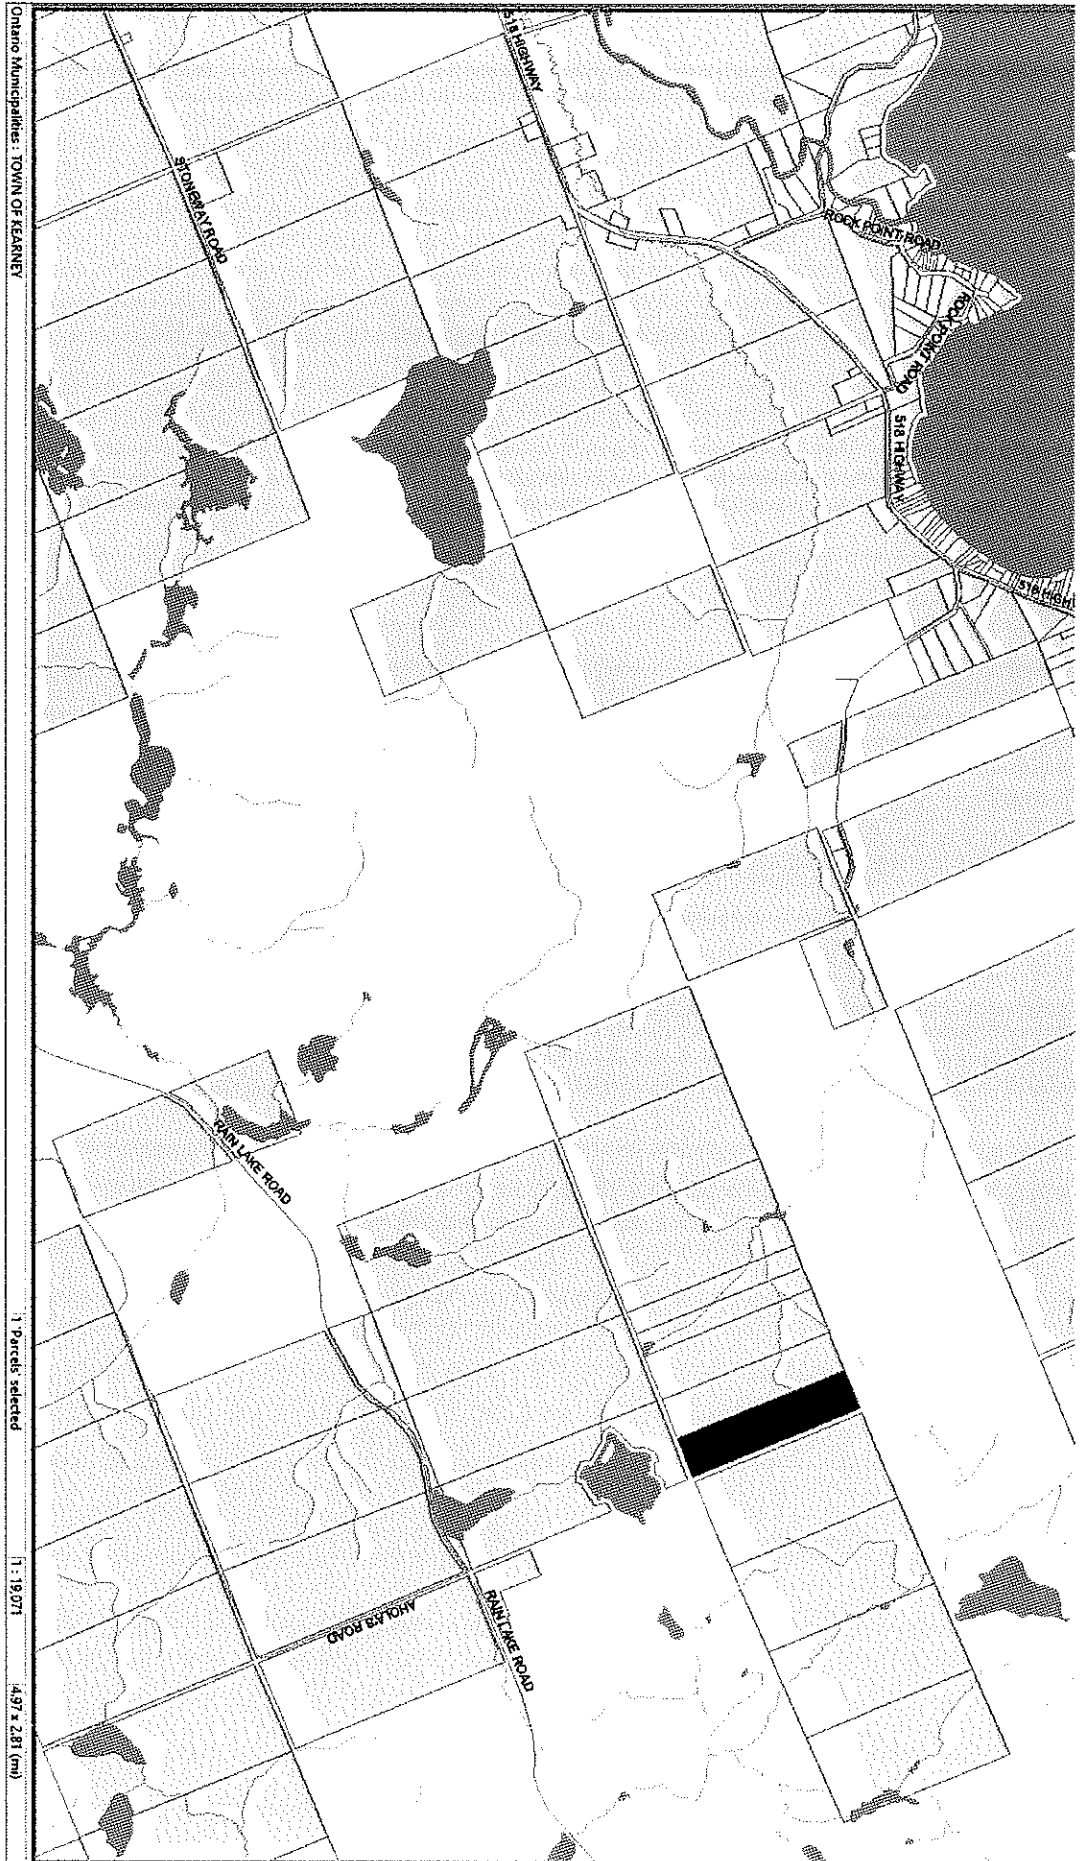 518 HIGHWAY
STONEWAY ROAD
ROCK POINT ROAD
ROCK POINT ROAD
518 HIGHWAY
518 HIGH
RAIN LAKE ROAD
RAIN LAKE ROAD
AHOLA'S ROAD
Ontario Municipalities : TOWN OF KEARNEY
1 Parcels selected
1 : 19,071
4.97 x 2.81 (mi)